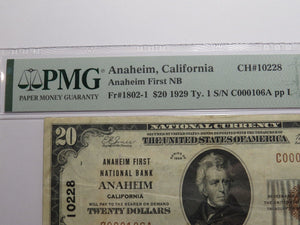 PMG
PAPER MONEY GUARANTY
Anaheim, California
CH#10228
Anaheim First NB
Fr#1802-1 $20 1929 Ty. 1 S/N C000106A pp L
NATIONAL CURRENCY
THE UNITED STATES OF AMERICA
20
ANAHEIM FIRST
NATIONAL BANK
ANAHEIM
CALIFORNIA
WILL PAY TO THE BEARER ON DEMAND
TWENTY DOLLARS
10228
C000106A